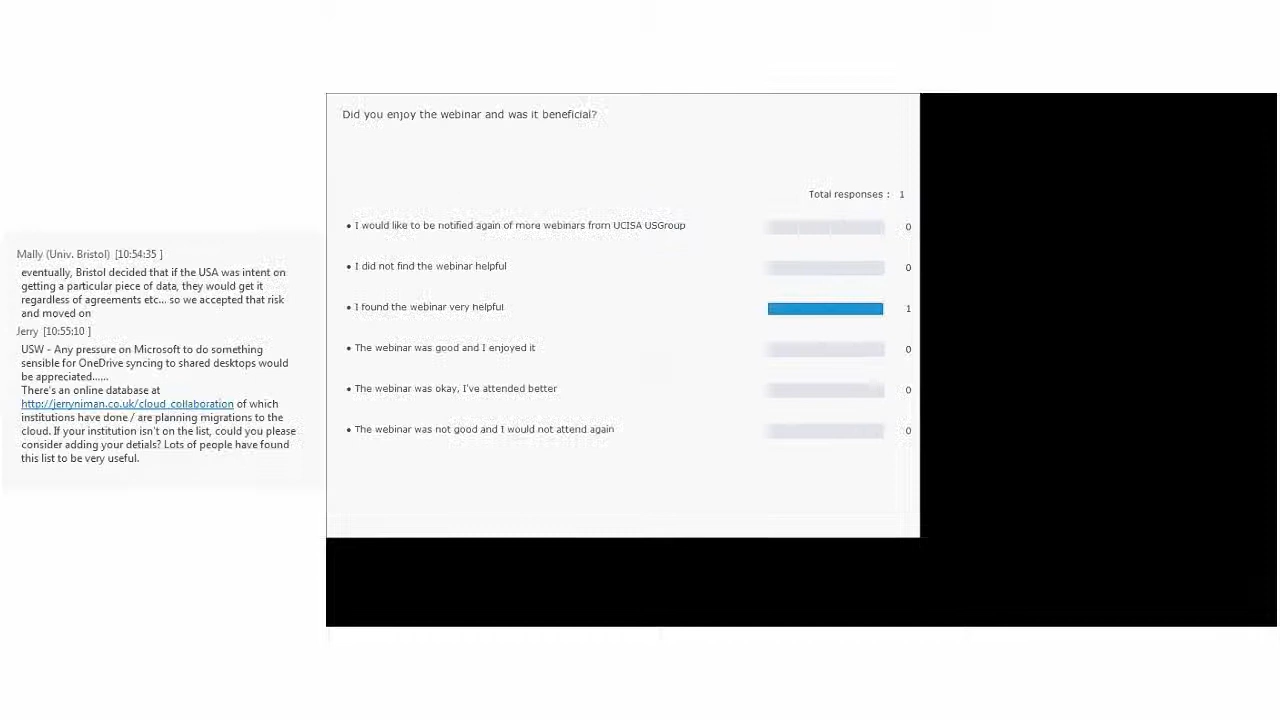 Mally (Univ. Bristol) [10:54:35 ]
eventually, Bristol decided that if the USA was intent on
getting a particular piece of data, they would get it
regardless of agreements etc... so we accepted that risk
and moved on
Jerry [10:55:10 ]
USW - Any pressure on Microsoft to do something
sensible for OneDrive syncing to shared desktops would
be appreciated......
There's an online database at
http://jerryniman.co.uk/cloud_collaboration of which
institutions have done / are planning migrations to the
cloud. If your institution isn't on the list, could you please
consider adding your detials? Lots of people have found
this list to be very useful.
Did you enjoy the webinar and was it beneficial?
Total responses : 1
• I would like to be notified again of more webinars from UCISA USGroup 0
• I did not find the webinar helpful 0
• I found the webinar very helpful 1
• The webinar was good and I enjoyed it 0
• The webinar was okay, I've attended better 0
• The webinar was not good and I would not attend again 0